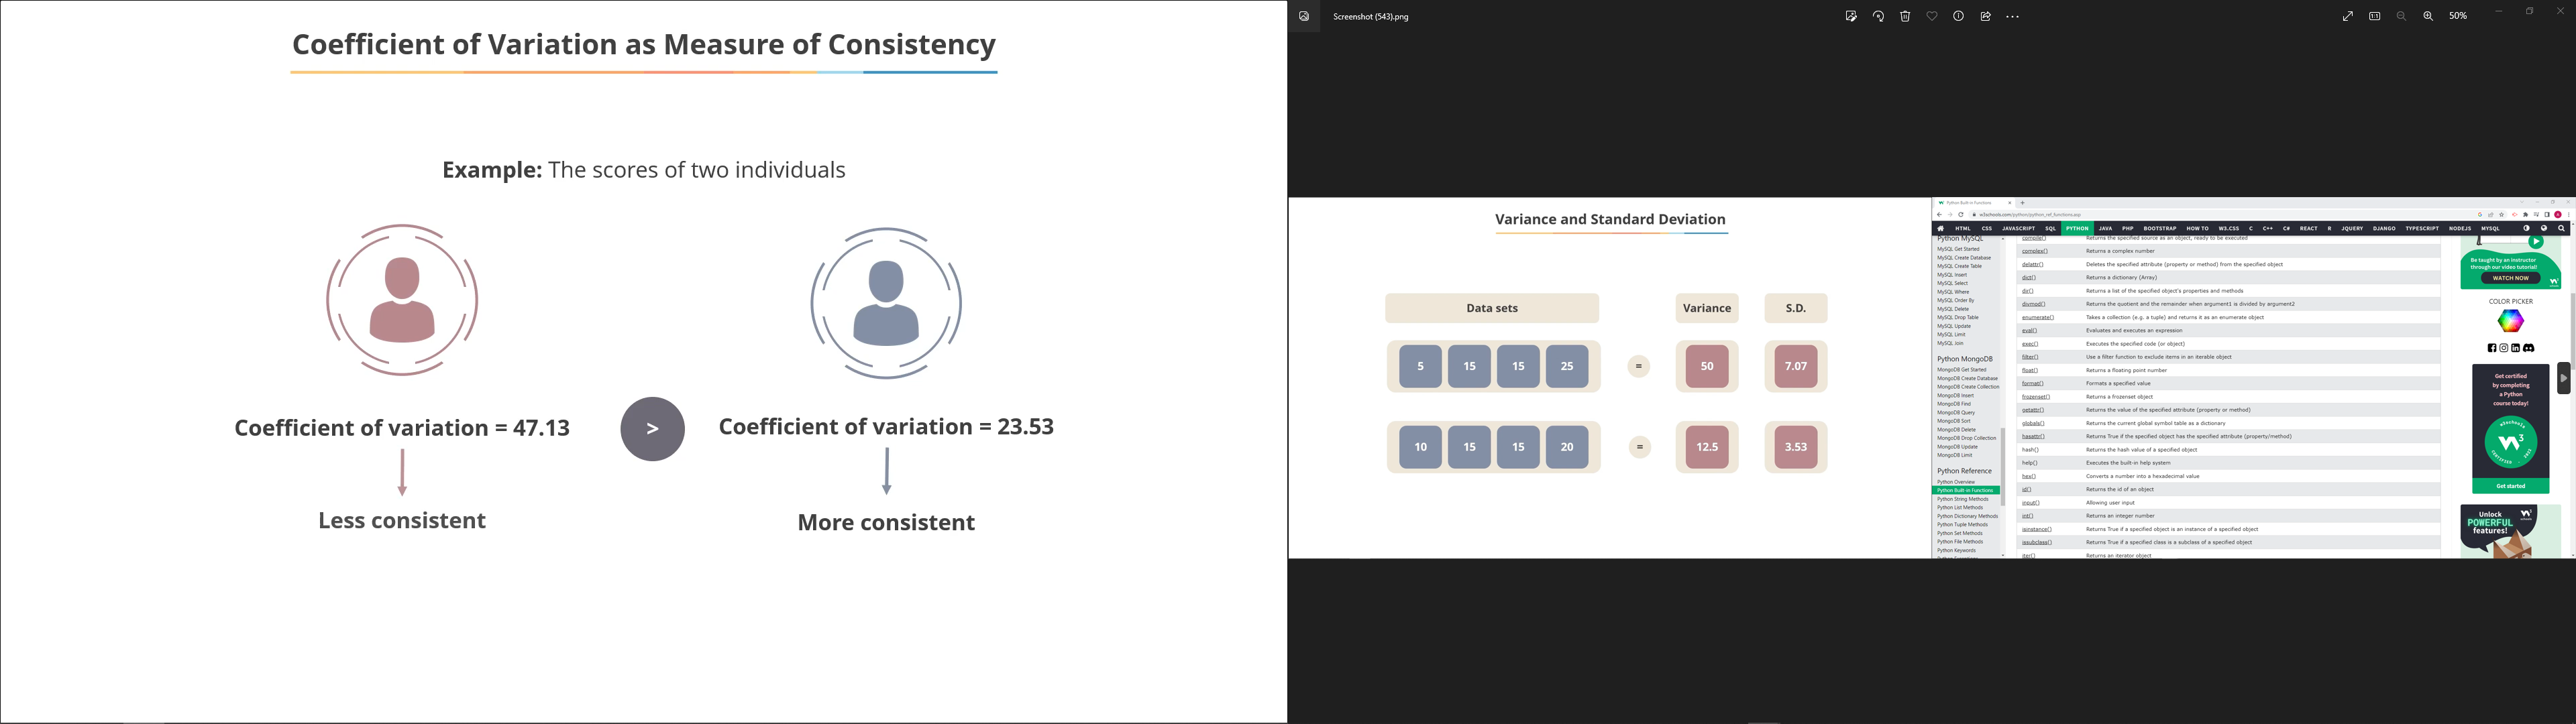 Coefficient of Variation as Measure of Consistency
Example: The scores of two individuals
Coefficient of variation = 47.13
>
Coefficient of variation = 23.53
Less consistent
More consistent
Screenshot (543).png
50%
Variance and Standard Deviation
Data sets Variance S.D.
5 15 15 25 = 50 7.07
10 15 15 20 = 12.5 3.53
Python Built-in Functions
w3schools.com/python/python_ref_functions.asp
HTML CSS JAVASCRIPT SQL PYTHON JAVA PHP BOOTSTRAP HOW TO W3.CSS C C++ C# REACT R JQUERY DJANGO TYPESCRIPT NODEJS MYSQL
Python MySQL
MySQL Get Started
MySQL Create Database
MySQL Create Table
MySQL Insert
MySQL Select
MySQL Where
MySQL Order By
MySQL Delete
MySQL Drop Table
MySQL Update
MySQL Limit
MySQL Join
Python MongoDB
MongoDB Get Started
MongoDB Create Database
MongoDB Create Collection
MongoDB Insert
MongoDB Find
MongoDB Query
MongoDB Sort
MongoDB Delete
MongoDB Drop Collection
MongoDB Update
MongoDB Limit
Python Reference
Python Overview
Python Built-in Functions
Python String Methods
Python List Methods
Python Dictionary Methods
Python Tuple Methods
Python Set Methods
Python File Methods
Python Keywords
compile() Returns the specified source as an object, ready to be executed
complex() Returns a complex number
delattr() Deletes the specified attribute (property or method) from the specified object
dict() Returns a dictionary (Array)
dir() Returns a list of the specified object's properties and methods
divmod() Returns the quotient and the remainder when argument1 is divided by argument2
enumerate() Takes a collection (e.g. a tuple) and returns it as an enumerate object
eval() Evaluates and executes an expression
exec() Executes the specified code (or object)
filter() Use a filter function to exclude items in an iterable object
float() Returns a floating point number
format() Formats a specified value
frozenset() Returns a frozenset object
getattr() Returns the value of the specified attribute (property or method)
globals() Returns the current global symbol table as a dictionary
hasattr() Returns True if the specified object has the specified attribute (property/method)
hash() Returns the hash value of a specified object
help() Executes the built-in help system
hex() Converts a number into a hexadecimal value
id() Returns the id of an object
input() Allowing user input
int() Returns an integer number
isinstance() Returns True if a specified object is an instance of a specified object
issubclass() Returns True if a specified class is a subclass of a specified object
iter() Returns an iterator object
Be taught by an instructor
through our video tutorial!
WATCH NOW
COLOR PICKER
Get certified
by completing
a Python
course today!
w3schools
CERTIFIED
Get started
Unlock
POWERFUL
features!